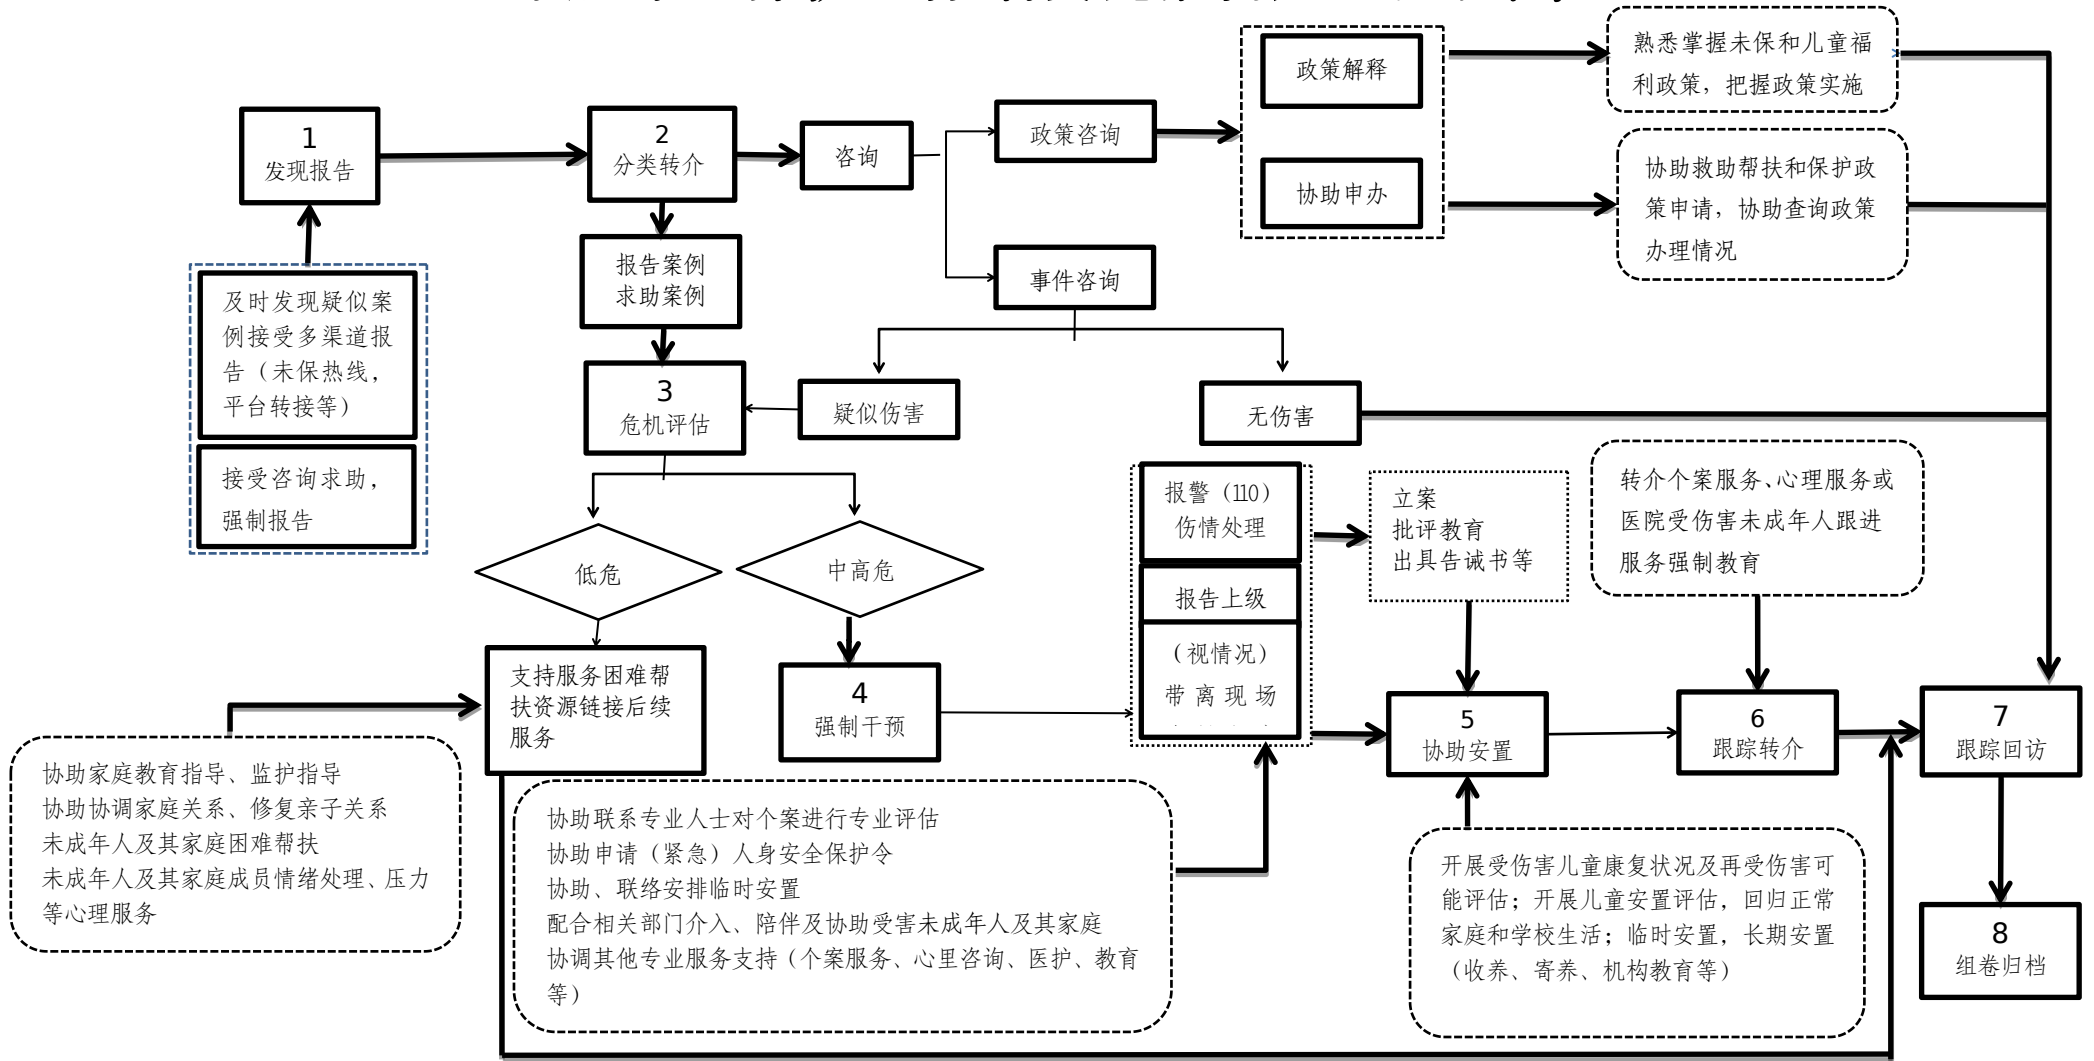 1
发现报告
及时发现疑似案
例接受多渠道报
告（未保热线，
平台转接等）
接受咨询求助，
强制报告
2
分类转介
报告案例
求助案例
3
危机评估
咨询
政策咨询
事件咨询
政策解释
协助申办
熟悉掌握未保和儿童福
利政策，把握政策实施
协助救助帮扶和保护政
策申请，协助查询政策
办理情况
疑似伤害
无伤害
低危
中高危
支持服务困难帮
扶资源链接后续
服务
4
强制干预
报警（110）
伤情处理
报告上级
（视情况）
带离现场
立案
批评教育
出具告诫书等
转介个案服务、心理服务或
医院受伤害未成年人跟进
服务强制教育
5
协助安置
6
跟踪转介
7
跟踪回访
8
组卷归档
协助家庭教育指导、监护指导
协助协调家庭关系、修复亲子关系
未成年人及其家庭困难帮扶
未成年人及其家庭成员情绪处理、压力
等心理服务
协助联系专业人士对个案进行专业评估
协助申请（紧急）人身安全保护令
协助、联络安排临时安置
配合相关部门介入、陪伴及协助受害未成年人及其家庭
协调其他专业服务支持（个案服务、心里咨询、医护、教育
等）
开展受伤害儿童康复状况及再受伤害可
能评估；开展儿童安置评估，回归正常
家庭和学校生活；临时安置，长期安置
（收养、寄养、机构教育等）